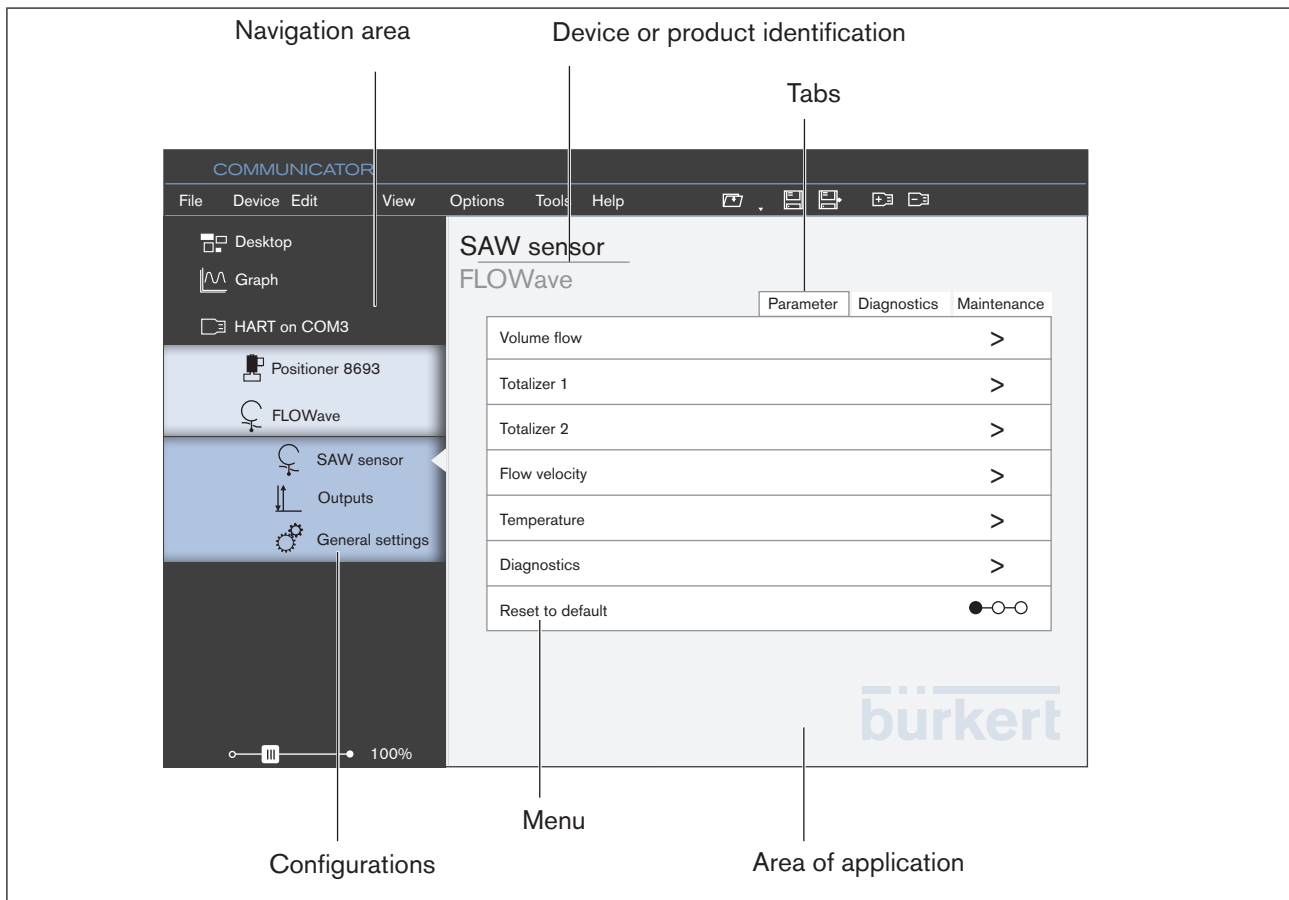 Navigation area
Device or product identification
Tabs
COMMUNICATOR
File Device Edit View Options Tools Help
Desktop
Graph
HART on COM3
Positioner 8693
FLOWave
SAW sensor
Outputs
General settings
100%
SAW sensor
FLOWave
Parameter Diagnostics Maintenance
Volume flow >
Totalizer 1 >
Totalizer 2 >
Flow velocity >
Temperature >
Diagnostics >
Reset to default
bürkert
Menu
Configurations
Area of application